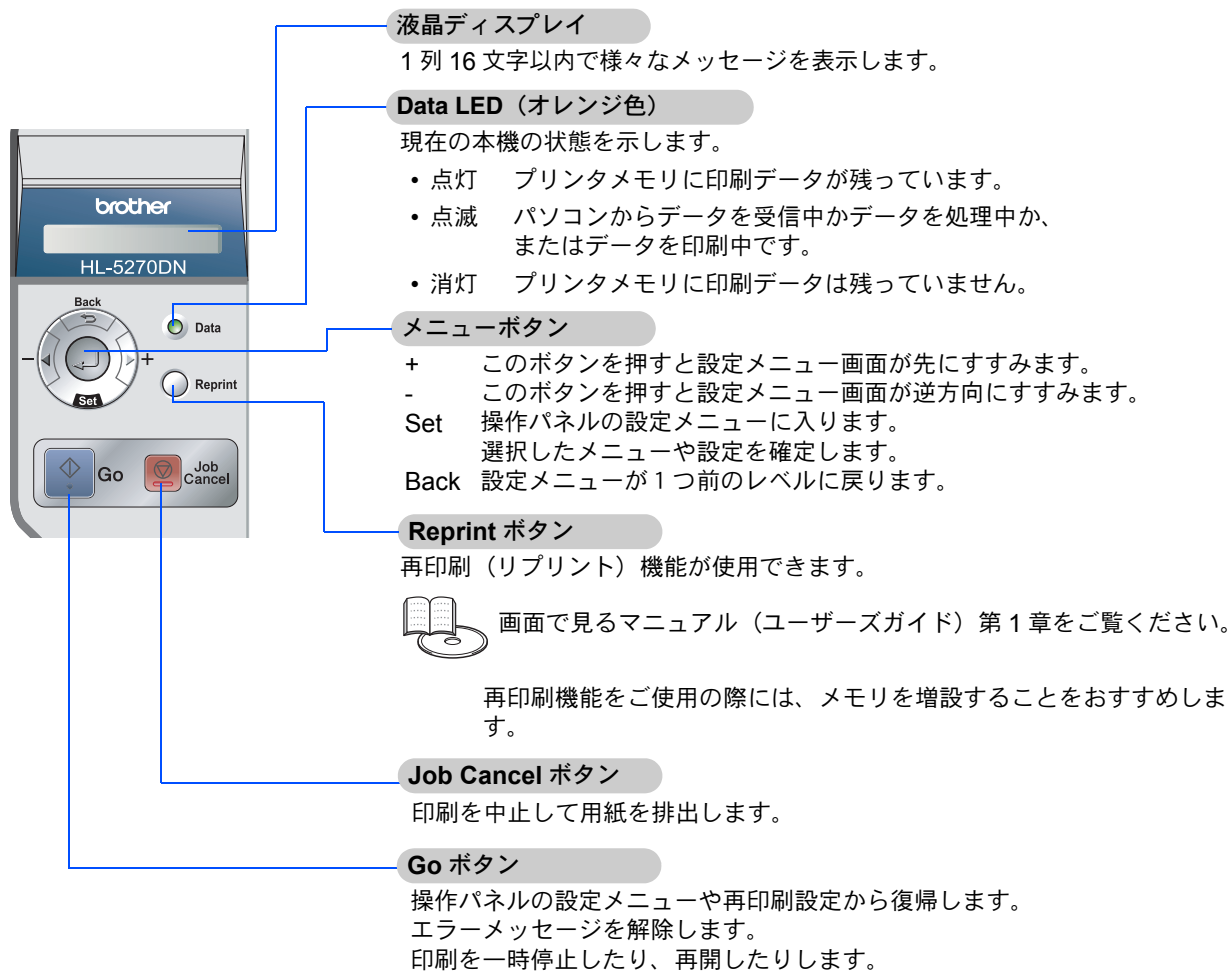 液晶ディスプレイ
1 列 16 文字以内で様々なメッセージを表示します。
Data LED（オレンジ色）
現在の本機の状態を示します。
• 点灯 プリンタメモリに印刷データが残っています。
• 点滅 パソコンからデータを受信中かデータを処理中か、
またはデータを印刷中です。
• 消灯 プリンタメモリに印刷データは残っていません。
brother
HL-5270DN
Back
Data
- +
Reprint
Set
Go
Job
Cancel
メニューボタン
+ このボタンを押すと設定メニュー画面が先にすすみます。
- このボタンを押すと設定メニュー画面が逆方向にすすみます。
Set 操作パネルの設定メニューに入ります。
選択したメニューや設定を確定します。
Back 設定メニューが 1 つ前のレベルに戻ります。
Reprint ボタン
再印刷（リプリント）機能が使用できます。
画面で見るマニュアル（ユーザーズガイド）第 1 章をご覧ください。
再印刷機能をご使用の際には、メモリを増設することをおすすめしま
す。
Job Cancel ボタン
印刷を中止して用紙を排出します。
Go ボタン
操作パネルの設定メニューや再印刷設定から復帰します。
エラーメッセージを解除します。
印刷を一時停止したり、再開したりします。